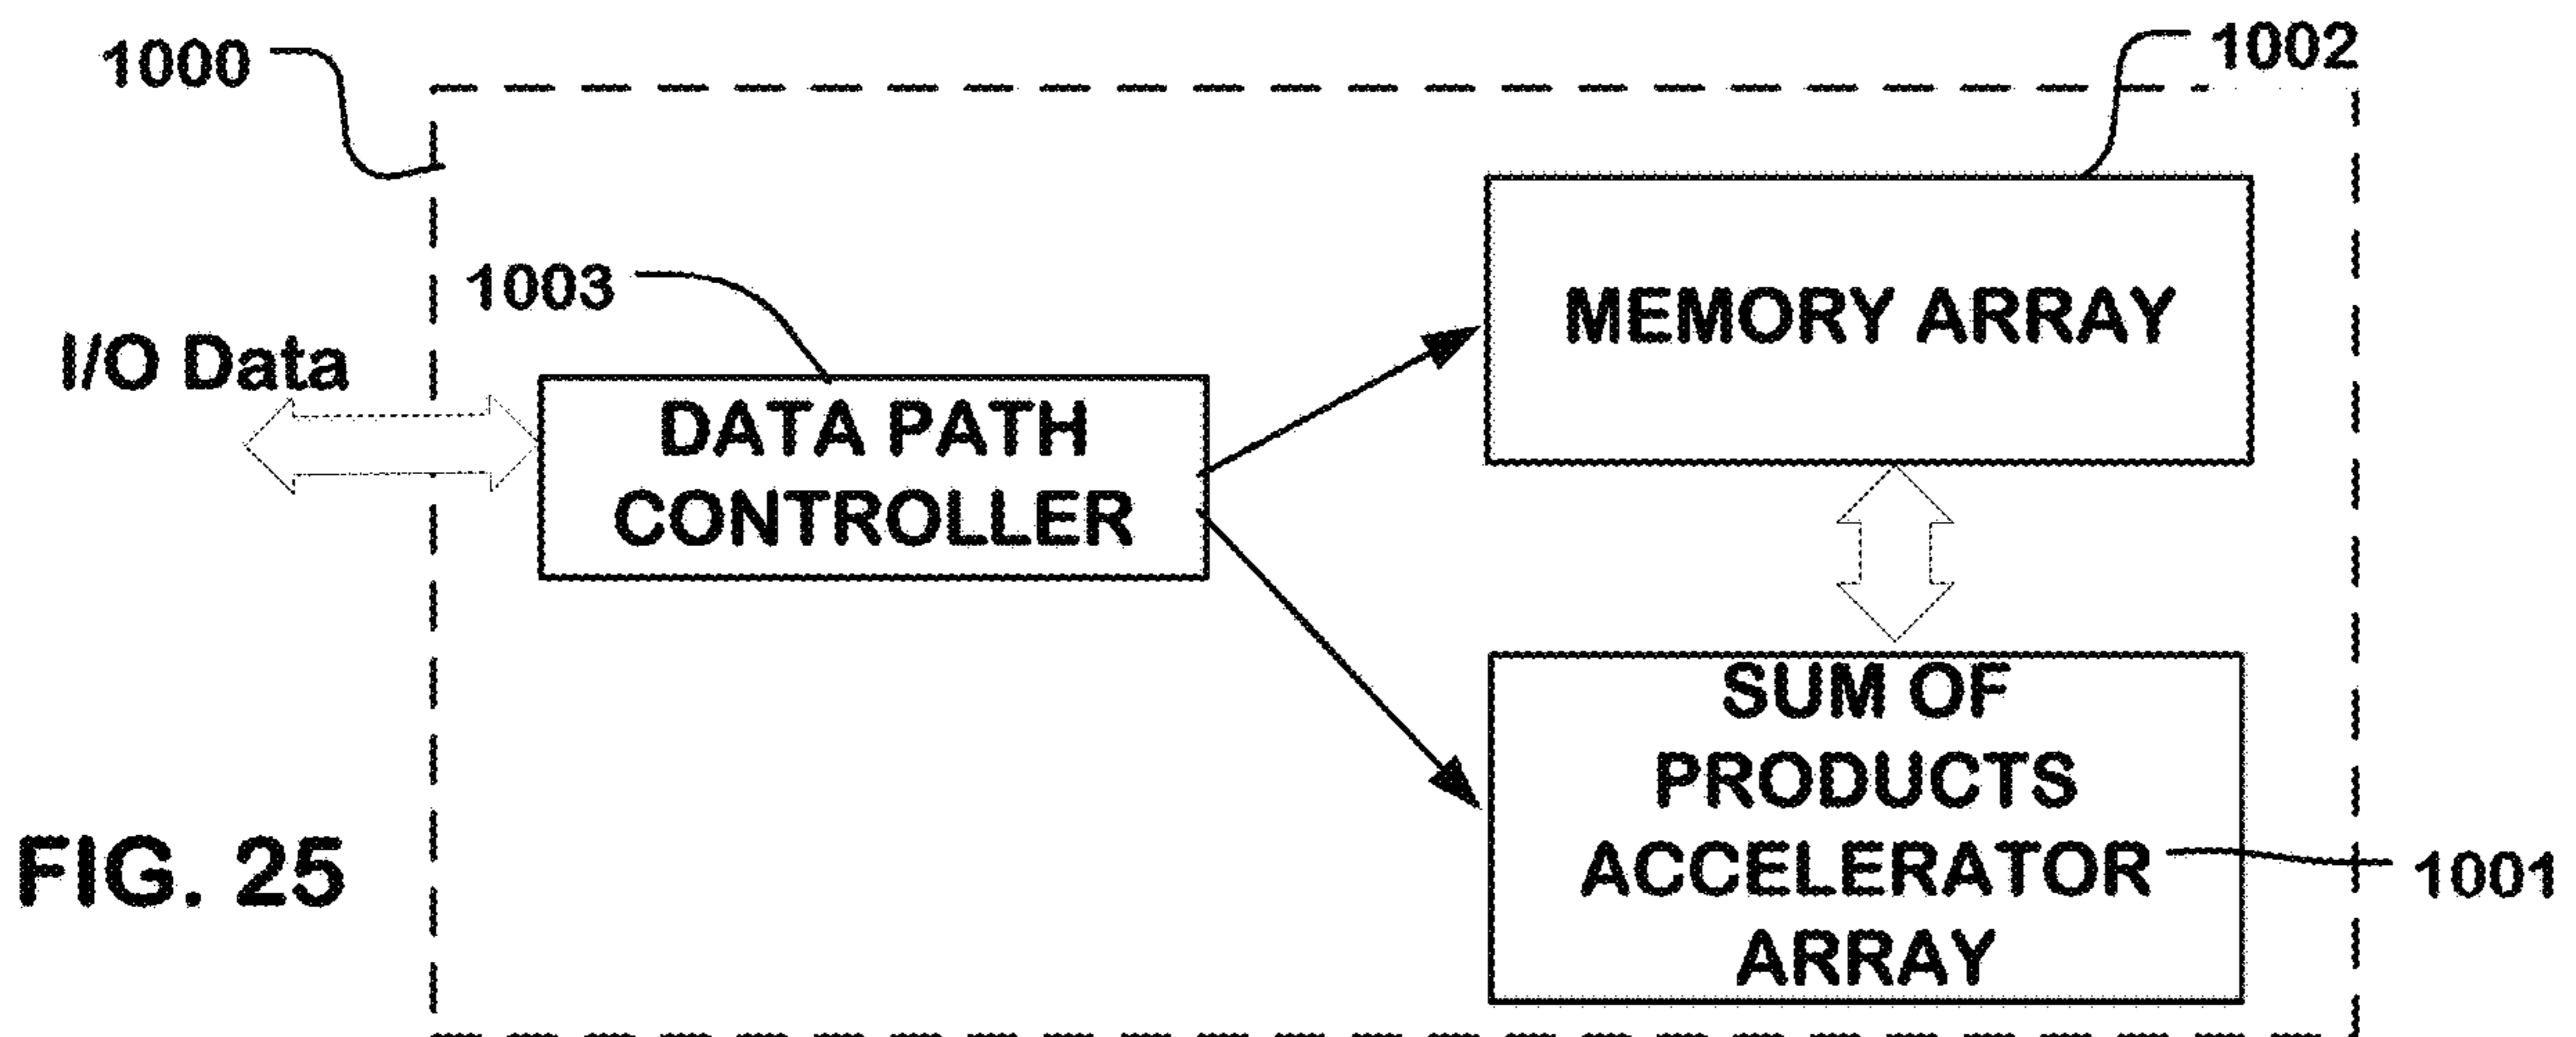 1000
1002
1003
I/O Data
MEMORY ARRAY
DATA PATH
CONTROLLER
SUM OF
PRODUCTS
ACCELERATOR
ARRAY
1001
FIG. 25